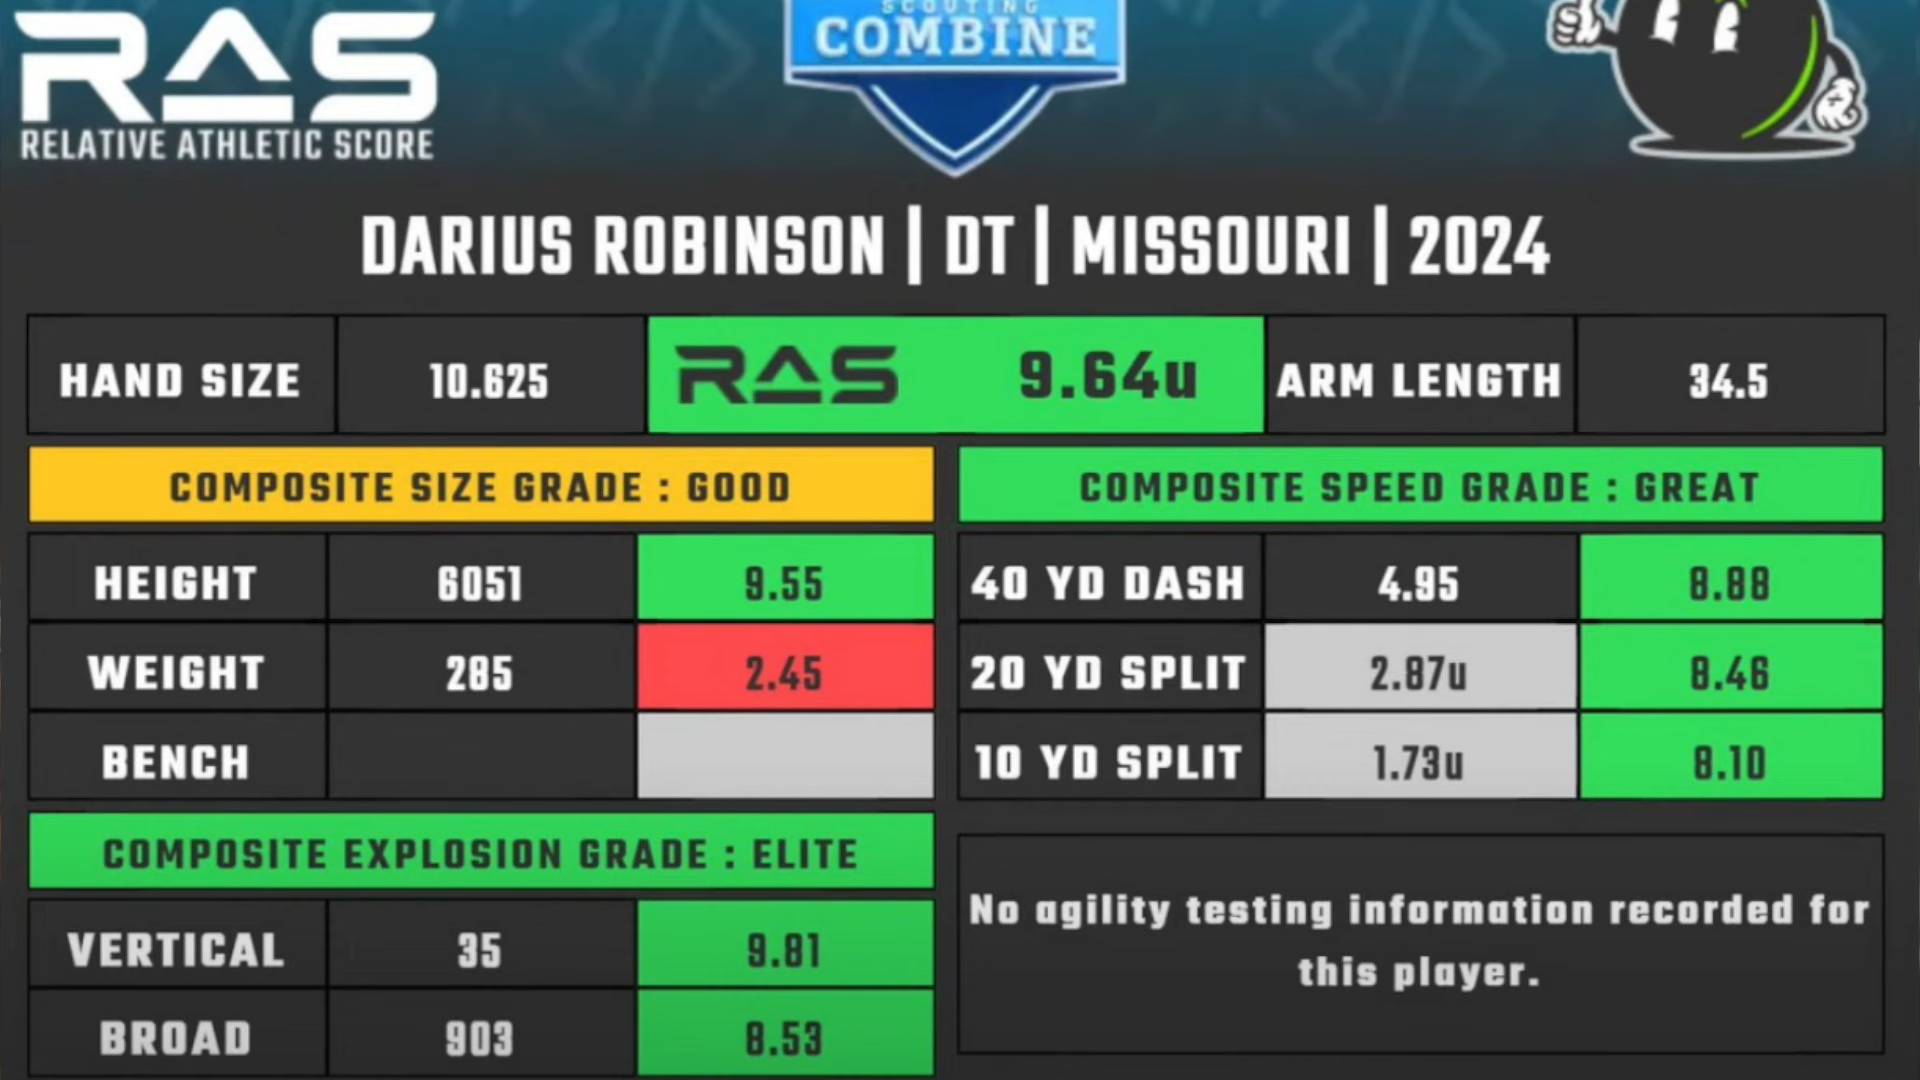 RAS
RELATIVE ATHLETIC SCORE
SCOUTING
COMBINE
DARIUS ROBINSON | DT | MISSOURI | 2024
HAND SIZE 10.625 RAS 9.64u ARM LENGTH 34.5
COMPOSITE SIZE GRADE : GOOD
HEIGHT 6051 9.55
WEIGHT 285 2.45
BENCH
COMPOSITE SPEED GRADE : GREAT
40 YD DASH 4.95 8.88
20 YD SPLIT 2.87u 8.46
10 YD SPLIT 1.73u 8.10
COMPOSITE EXPLOSION GRADE : ELITE
VERTICAL 35 9.81
BROAD 903 8.53
No agility testing information recorded for
this player.